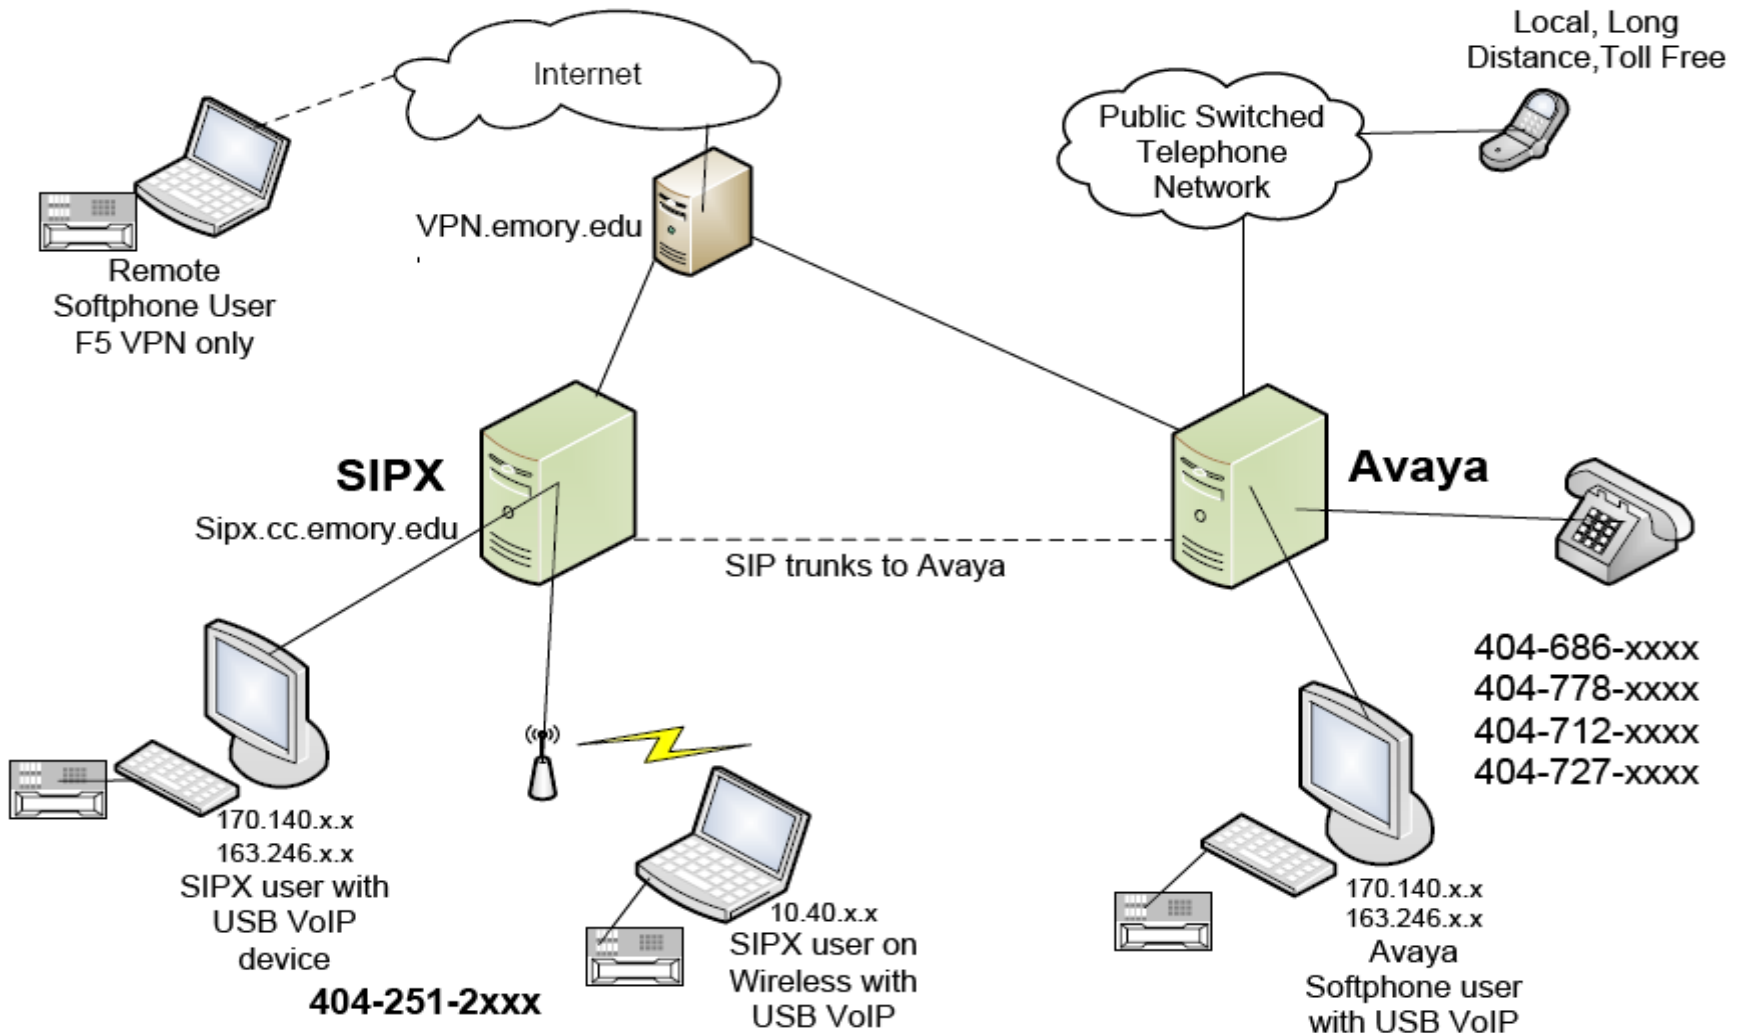 Internet
Local, Long
Distance,Toll Free
Public Switched
Telephone
Network
VPN.emory.edu
Remote
Softphone User
F5 VPN only
SIPX
Sipx.cc.emory.edu
Avaya
SIP trunks to Avaya
404-686-xxxx
404-778-xxxx
404-712-xxxx
404-727-xxxx
170.140.x.x
163.246.x.x
SIPX user with
USB VoIP
device
404-251-2xxx
10.40.x.x
SIPX user on
Wireless with
USB VoIP
170.140.x.x
163.246.x.x
Avaya
Softphone user
with USB VoIP